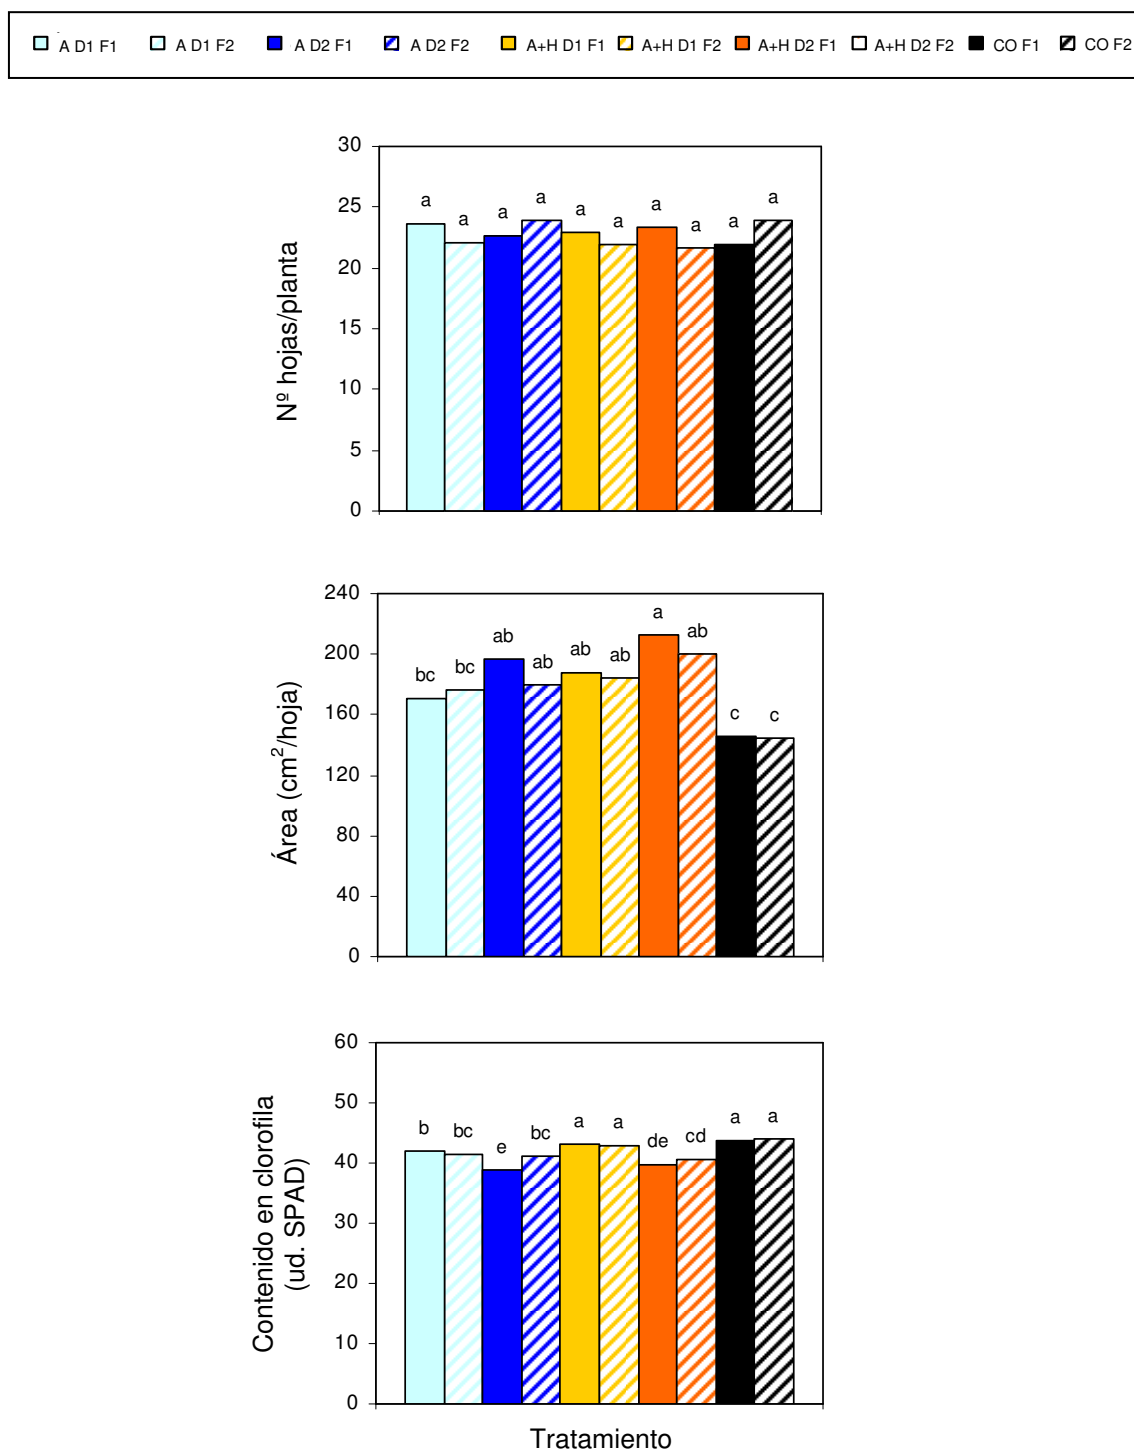 A D1 F1 A D1 F2 A D2 F1 A D2 F2 A+H D1 F1 A+H D1 F2 A+H D2 F1 A+H D2 F2 CO F1 CO F2
30
25
20
15
10
5
0
Nº hojas/planta
a a a a a a a a a a
240
200
160
120
80
40
0
Área (cm²/hoja)
bc bc ab ab ab ab a ab c c
60
50
40
30
20
10
0
Contenido en clorofila
(ud. SPAD)
b bc e bc a a de cd a a
Tratamiento